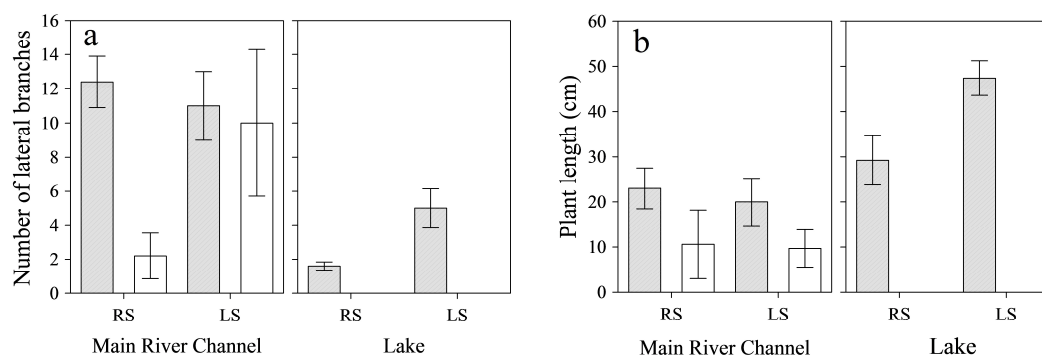 a
Number of lateral branches
16
14
12
10
8
6
4
2
0
RS
LS
RS
LS
Main River Channel
Lake
b
Plant length (cm)
60
50
40
30
20
10
0
RS
LS
RS
LS
Main River Channel
Lake